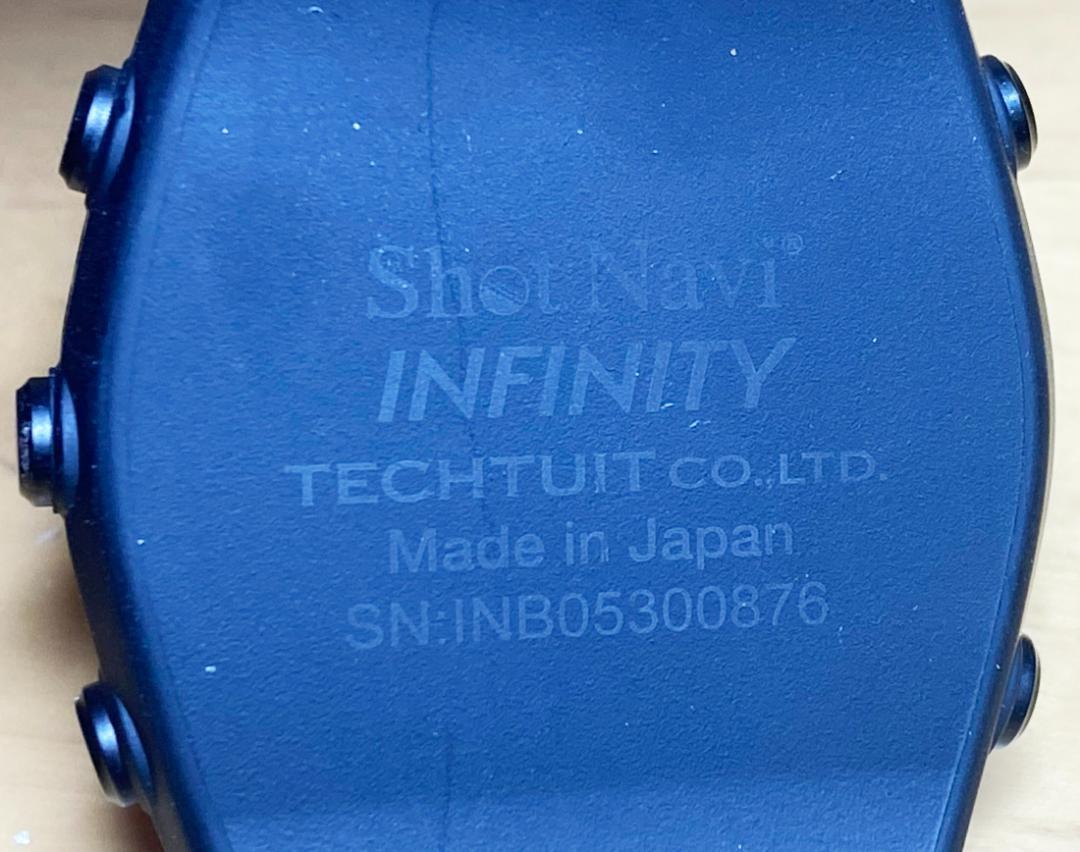 Shot Navi®
INFINITY
TECHTUIT CO.,LTD.
Made in Japan
SN:INB05300876